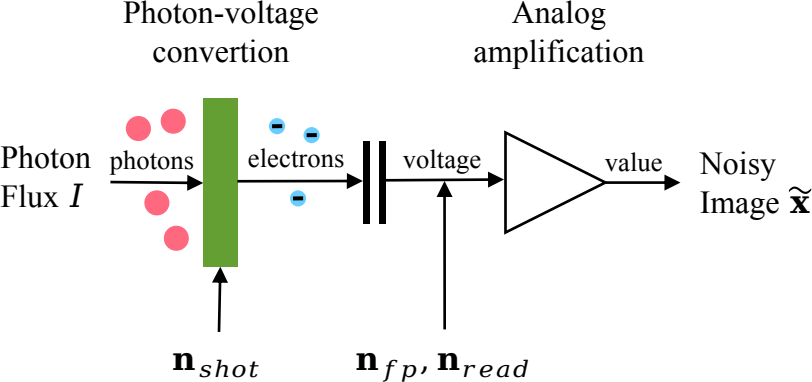 Photon-voltage
convertion
Analog
amplification
Photon
Flux I
photons
electrons
voltage
value
Noisy
Image x̃
n_shot
n_fp, n_read